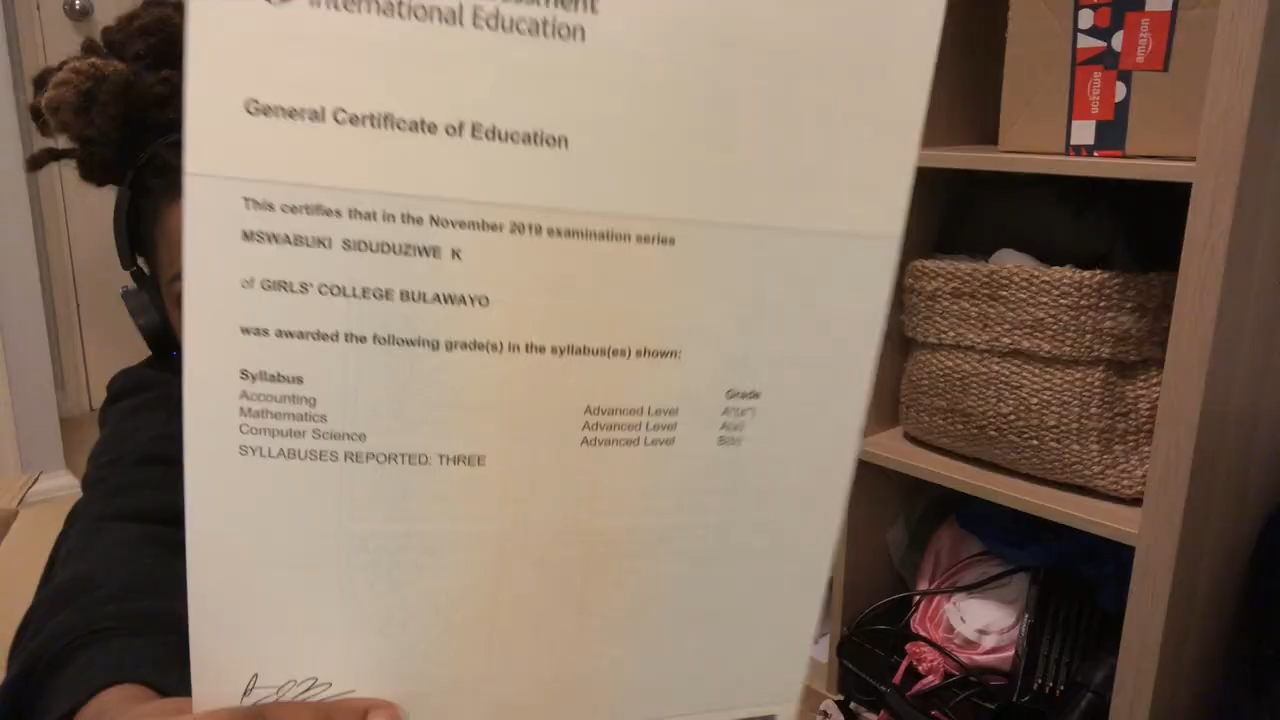 International Education
General Certificate of Education
This certifies that in the November 2019 examination series
MSWABUKI SIDUDUZIWE K
of GIRLS' COLLEGE BULAWAYO
was awarded the following grade(s) in the syllabus(es) shown:
Syllabus Grade
Accounting Advanced Level A*(a*)
Mathematics Advanced Level A(a)
Computer Science Advanced Level B(b)
SYLLABUSES REPORTED: THREE
amazon
amazon